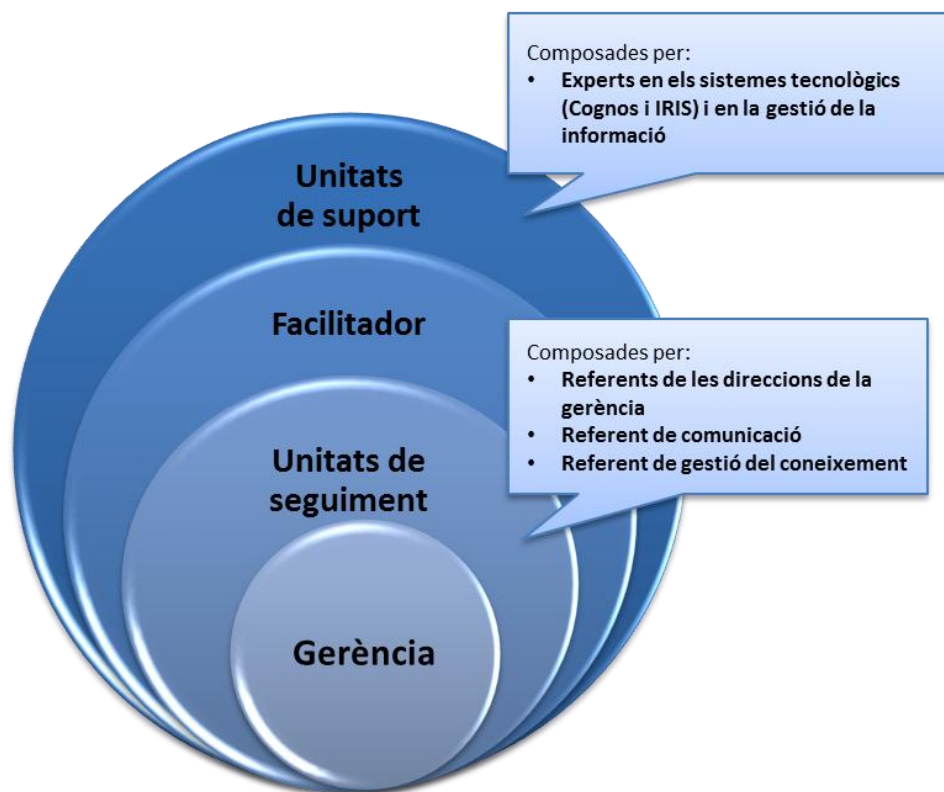 Composades per:
• Experts en els sistemes tecnològics
(Cognos i IRIS) i en la gestió de la
informació
Unitats
de suport
Facilitador
Composades per:
• Referents de les direccions de la
gerència
• Referent de comunicació
• Referent de gestió del coneixement
Unitats de
seguiment
Gerència